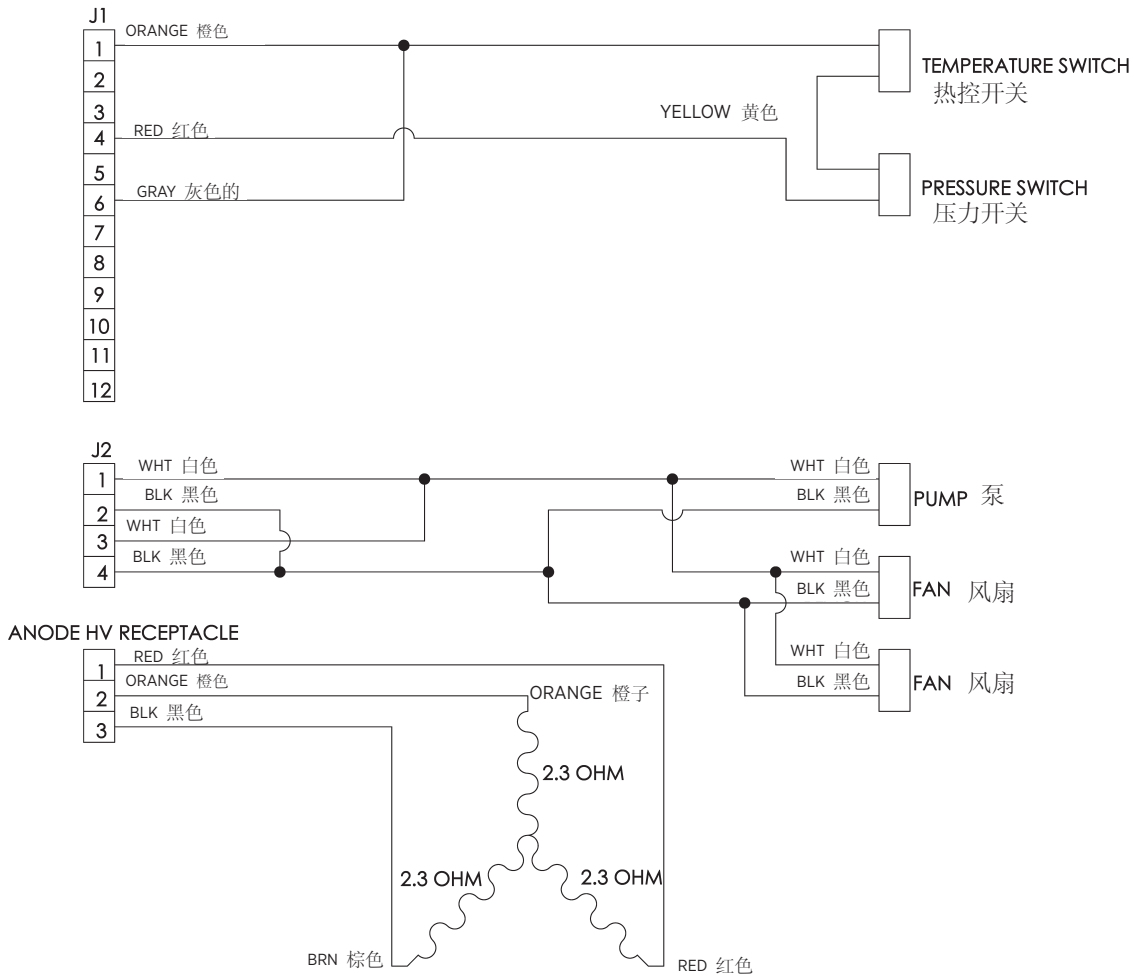 J1
1
ORANGE 橙色
2
3
4
RED 红色
5
6
GRAY 灰色的
7
8
9
10
11
12
YELLOW 黄色
TEMPERATURE SWITCH
热控开关
PRESSURE SWITCH
压力开关
J2
1
WHT 白色
2
BLK 黑色
3
WHT 白色
4
BLK 黑色
WHT 白色
BLK 黑色
PUMP 泵
WHT 白色
BLK 黑色
FAN 风扇
WHT 白色
BLK 黑色
FAN 风扇
ANODE HV RECEPTACLE
1
RED 红色
2
ORANGE 橙色
3
BLK 黑色
ORANGE 橙子
2.3 OHM
2.3 OHM
2.3 OHM
BRN 棕色
RED 红色